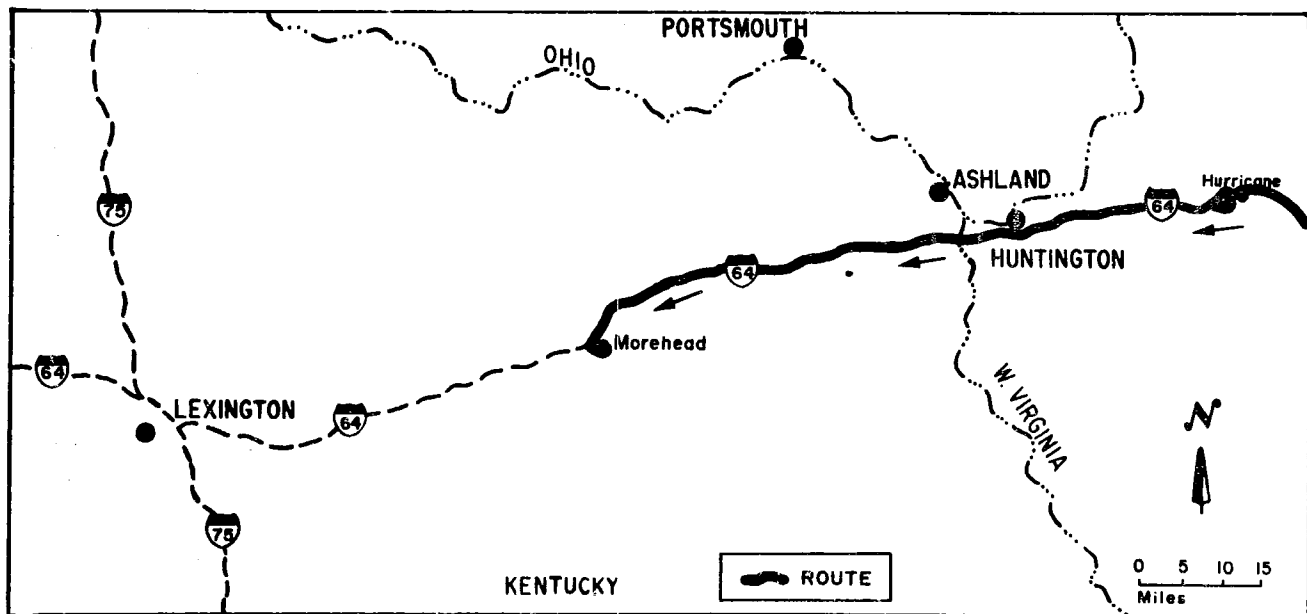 PORTSMOUTH
OHIO
ASHLAND
Hurricane
64
75
HUNTINGTON
64
Morehead
64
LEXINGTON
64
W. VIRGINIA
N
75
KENTUCKY
ROUTE
0 5 10 15
Miles